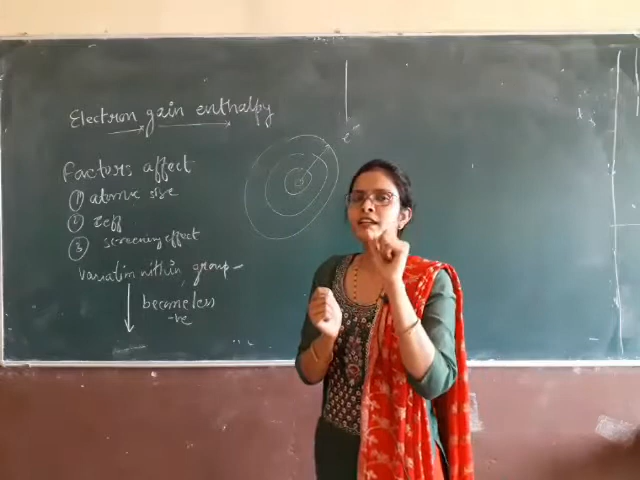 Electron gain enthalpy
e⁻
Factors affect
① atomic size
② Zeff
③ screening effect
Variation within group -
becomes less
-ve